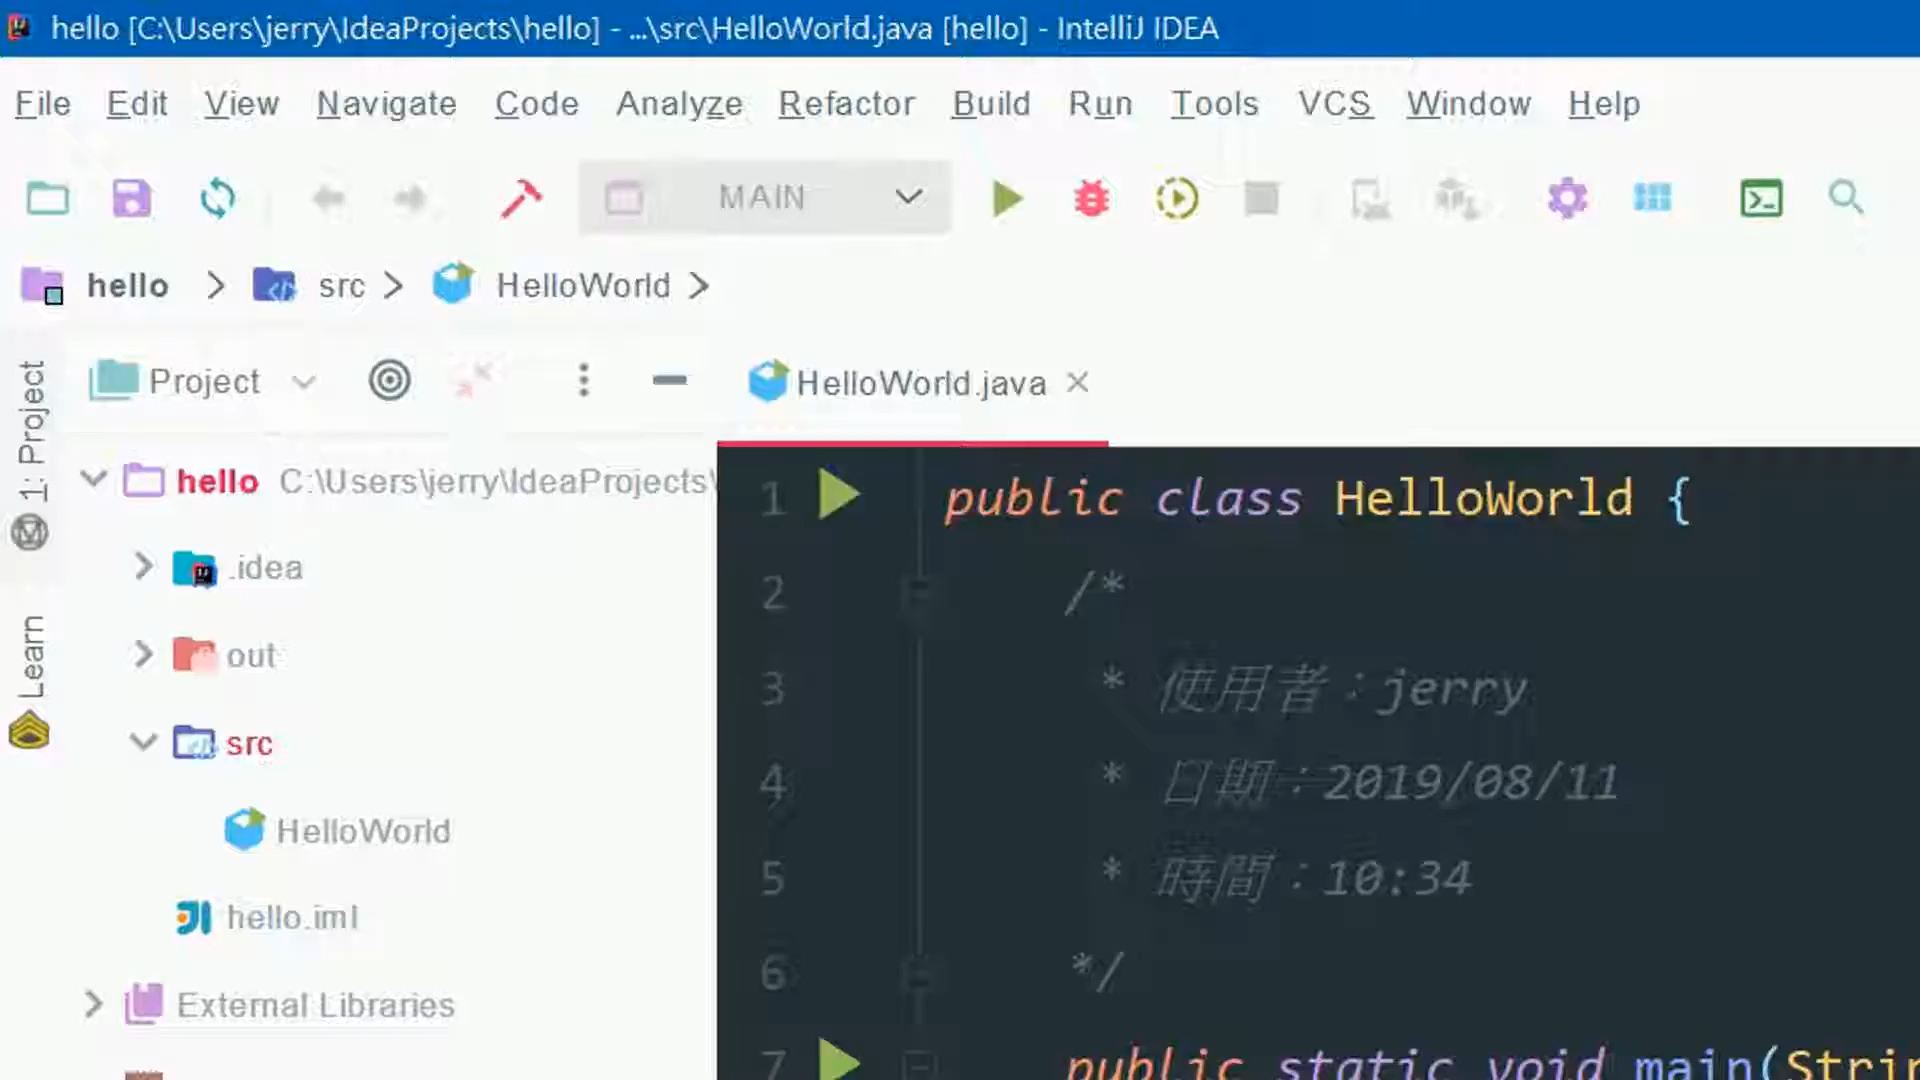 hello [C:\Users\jerry\IdeaProjects\hello] - ...\src\HelloWorld.java [hello] - IntelliJ IDEA
File Edit View Navigate Code Analyze Refactor Build Run Tools VCS Window Help
MAIN
hello src HelloWorld
1: Project
Learn
Project
HelloWorld.java
hello C:\Users\jerry\IdeaProjects\
.idea
out
src
HelloWorld
hello.iml
External Libraries
1 public class HelloWorld {
2 /*
3 * 使用者：jerry
4 * 日期：2019/08/11
5 * 時間：10:34
6 */
7 public static void main(Strin